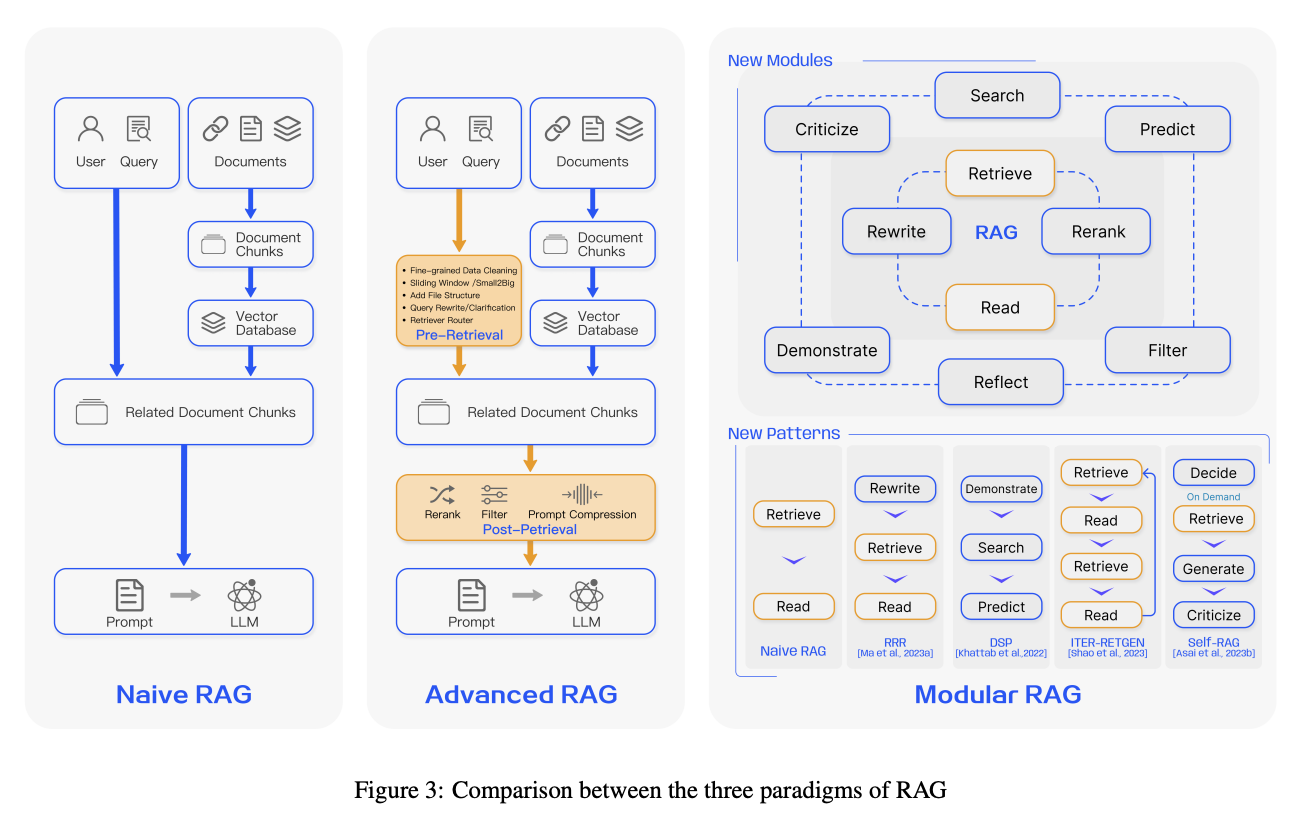 User Query
Documents
Document
Chunks
Vector
Database
Related Document Chunks
Prompt
LLM
Naive RAG
User Query
Documents
Document
Chunks
• Fine-grained Data Cleaning
• Sliding Window /Small2Big
• Add File Structure
• Query Rewrite/Clarification
• Retriever Router
Pre-Retrieval
Vector
Database
Related Document Chunks
Rerank
Filter
Prompt Compression
Post-Petrieval
Prompt
LLM
Advanced RAG
New Modules
Search
Criticize
Predict
Retrieve
Rewrite
RAG
Rerank
Read
Demonstrate
Filter
Reflect
New Patterns
Retrieve
Read
Naive RAG
Rewrite
Retrieve
Read
RRR
[Ma et al., 2023a]
Demonstrate
Search
Predict
DSP
[Khattab et al.,2022]
Retrieve
Read
Retrieve
Read
ITER-RETGEN
[Shao et al., 2023]
Decide
On Demand
Retrieve
Generate
Criticize
Self-RAG
[Asai et al., 2023b]
Modular RAG
Figure 3: Comparison between the three paradigms of RAG